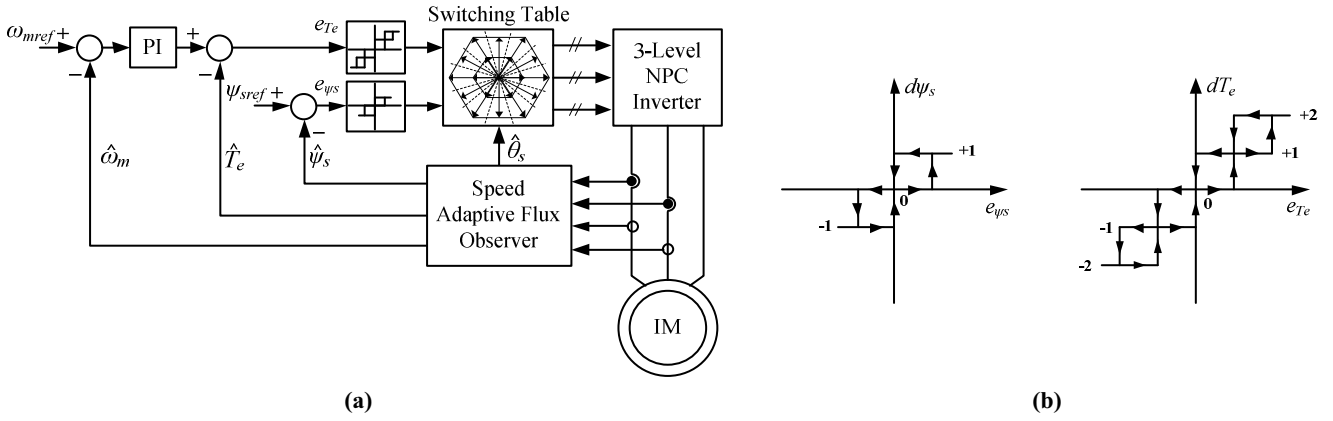 Switching Table
ω_mref + − PI + − e_Te
ψ_sref + − e_ψs
3-Level
NPC
Inverter
ω̂_m T̂_e ψ̂_s θ̂_s
Speed
Adaptive Flux
Observer
IM
(a)
dψ_s
+1
0
e_ψs
-1
dT_e
+2
+1
0
e_Te
-1
-2
(b)